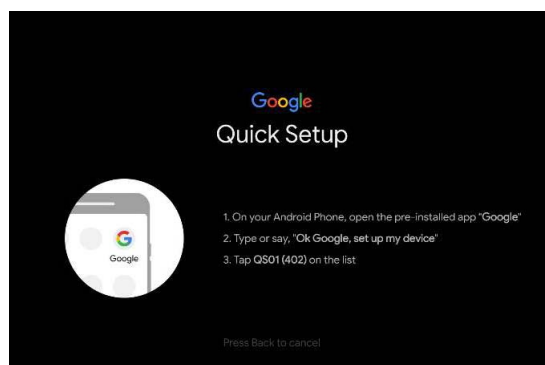 Google
Quick Setup
1. On your Android Phone, open the pre-installed app "Google"
2. Type or say, "Ok Google, set up my device"
3. Tap QS01 (402) on the list
G
Google
Press Back to cancel